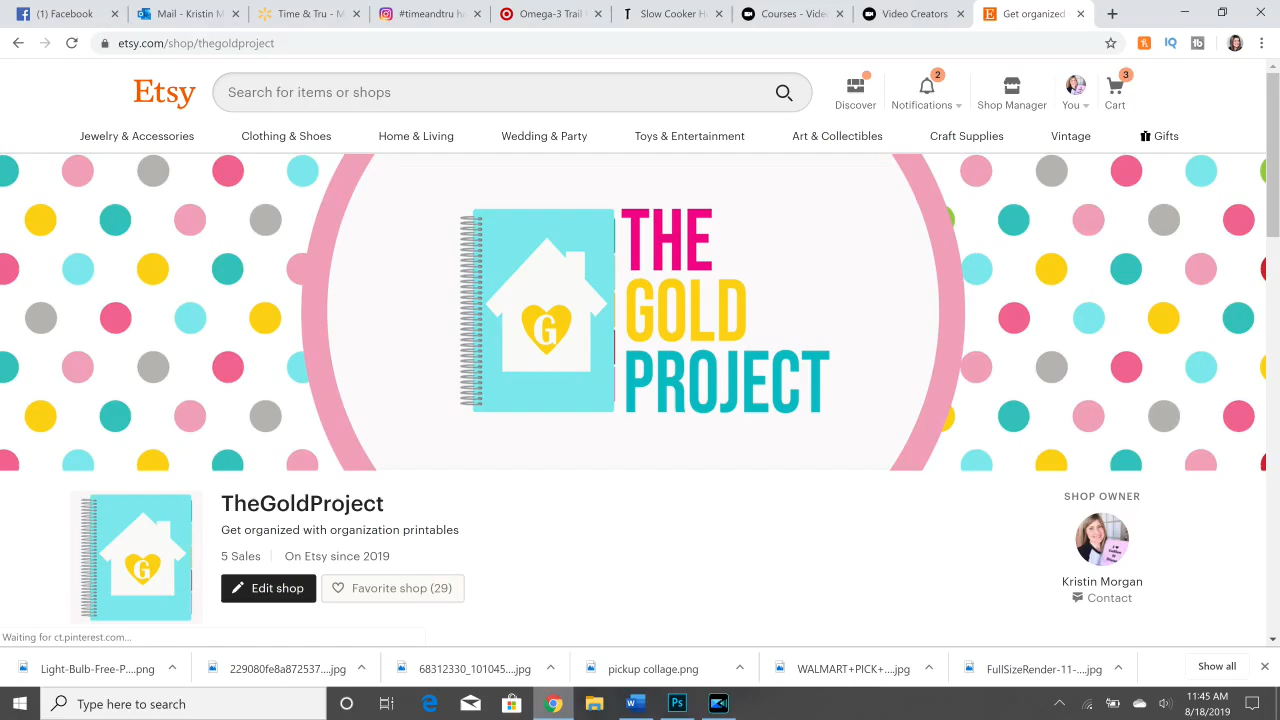 Facebook
Mail - Kristin M
Time & Tru - M
#timeandtru ha
Omega-3 Trail
Slow Cooker H
Courses - Vide
Video Creators
Get organized
etsy.com/shop/thegoldproject
Etsy
Search for items or shops
Discover
2
Notifications
Shop Manager
You
3
Cart
Jewelry & Accessories
Clothing & Shoes
Home & Living
Wedding & Party
Toys & Entertainment
Art & Collectibles
Craft Supplies
Vintage
Gifts
THE
GOLD
PROJECT
G
G
TheGoldProject
Get organized with organization printables
5 Sales
On Etsy since 2019
Edit shop
SHOP OWNER
Kristin Morgan
Contact
Waiting for ct.pinterest.com...
Light-Bulb-Free-P....png
229080fe8a872537....jpg
68312330_101045....jpg
pickup collage.png
WALMART+PICK+....jpg
FullSizeRender-11-....jpg
Show all
Type here to search
11:45 AM
8/18/2019